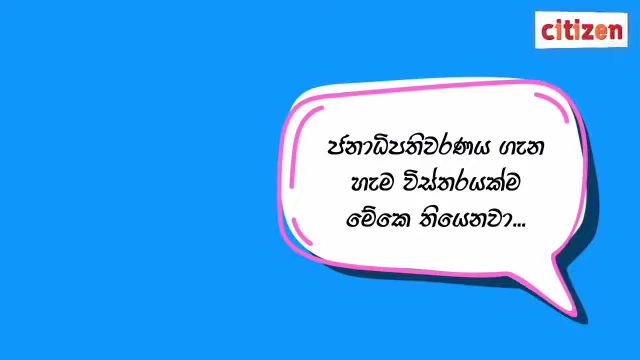 citizen
ජනාධිපතිවරණය ගැන
හැම විස්තරයක්ම
මේකෙ තියෙනවා...